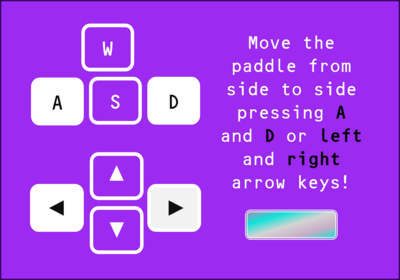 W
A S D
Move the
paddle from
side to side
pressing A
and D or left
and right
arrow keys!